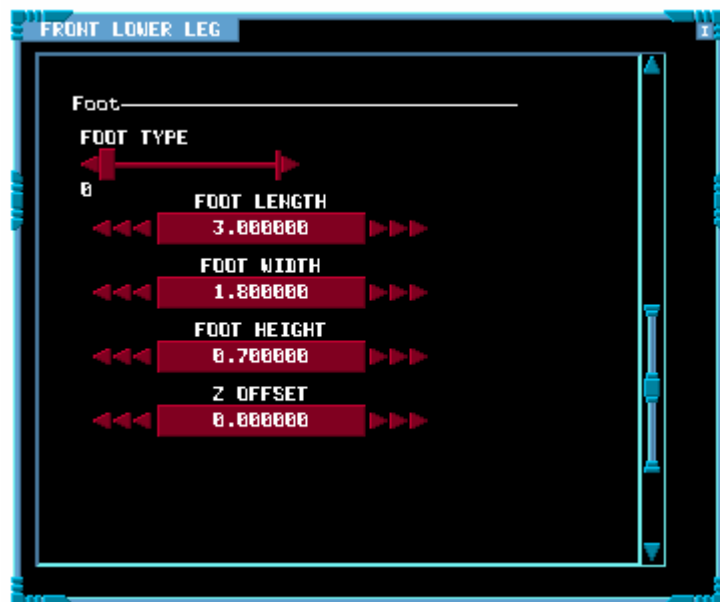 FRONT LOWER LEG
I
Foot
FOOT TYPE
0
FOOT LENGTH
3.000000
FOOT WIDTH
1.800000
FOOT HEIGHT
0.700000
Z OFFSET
0.000000